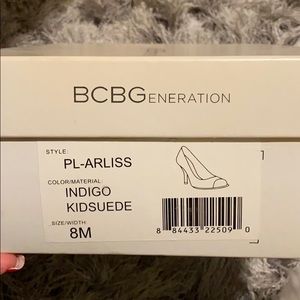 BCBGENERATION
STYLE:
PL-ARLISS
COLOR/MATERIAL:
INDIGO
KIDSUEDE
SIZE/WIDTH
8M
8 84433 22509 0